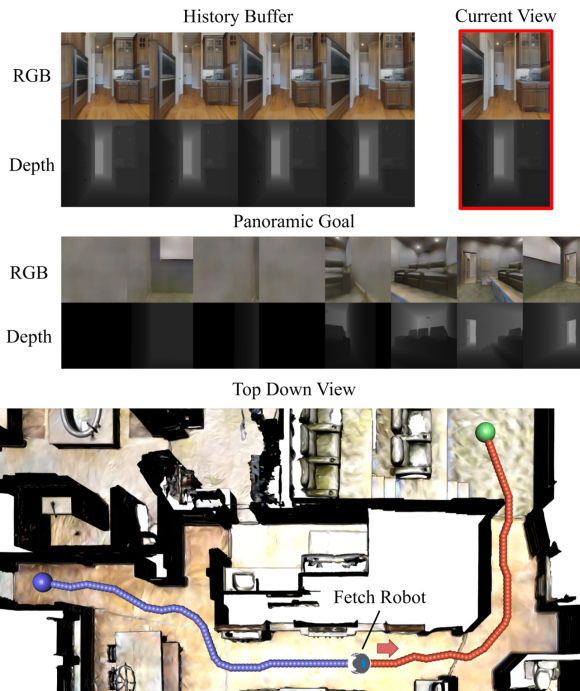 History Buffer
Current View
RGB
Depth
Panoramic Goal
RGB
Depth
Top Down View
Fetch Robot